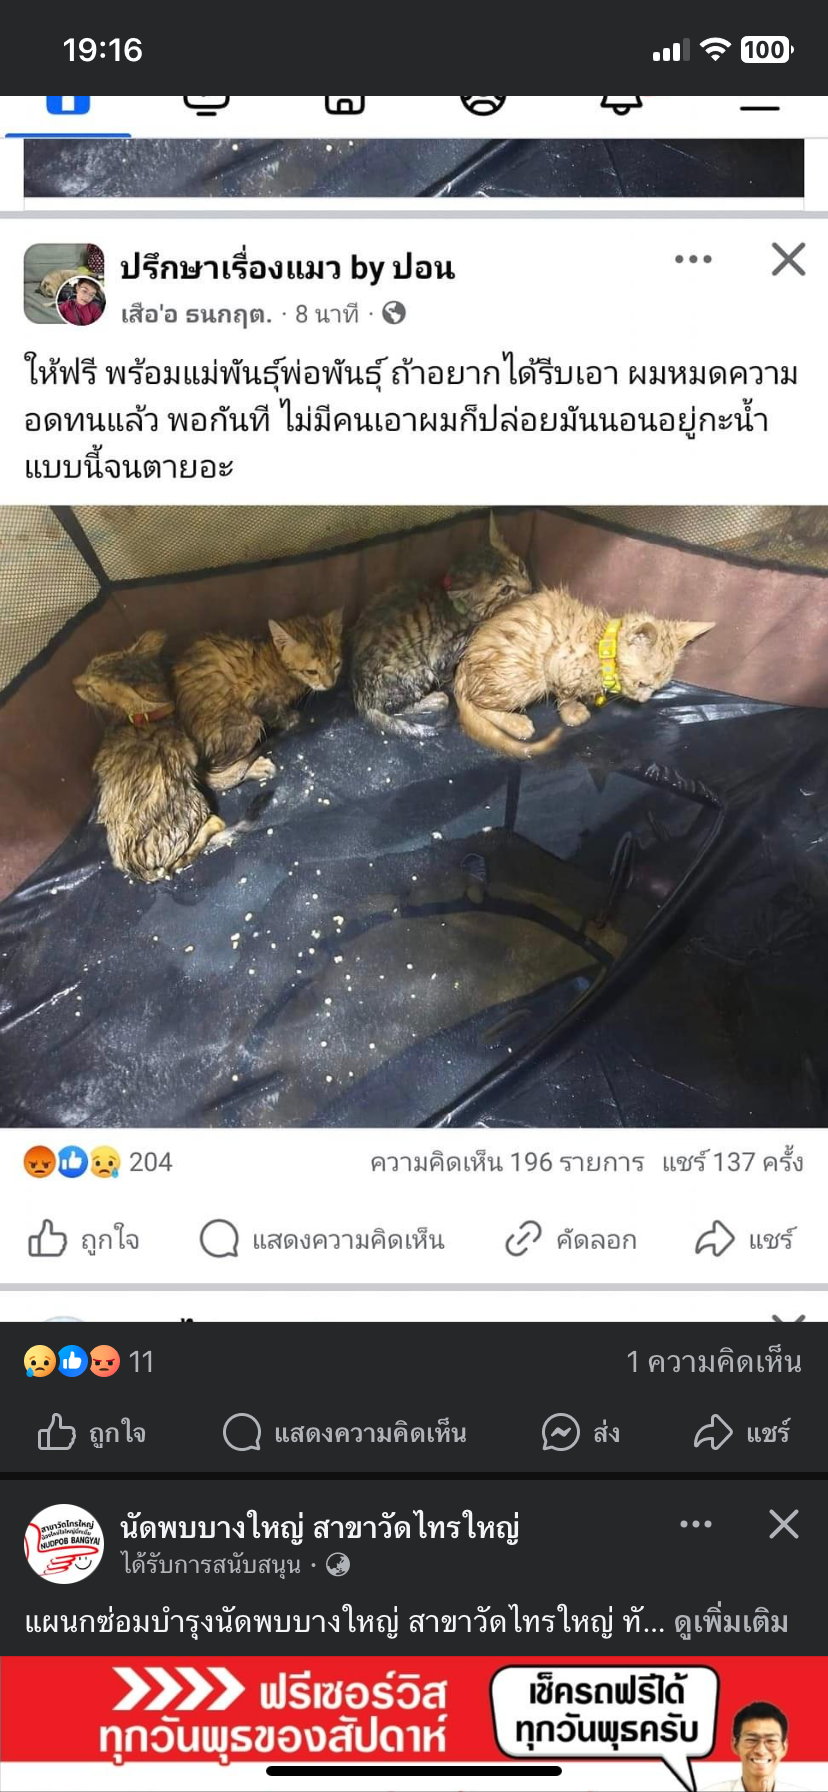 19:16
100
ปรึกษาเรื่องแมว by ปอน
เสือ'อ ธนกฤต. · 8 นาที ·
ให้ฟรี พร้อมแม่พันธุ์พ่อพันธุ์ ถ้าอยากได้รีบเอา ผมหมดความ
อดทนแล้ว พอกันที ไม่มีคนเอาผมก็ปล่อยมันนอนอยู่กะน้ำ
แบบนี้จนตายอะ
204
ความคิดเห็น 196 รายการ แชร์ 137 ครั้ง
ถูกใจ แสดงความคิดเห็น คัดลอก แชร์
11
1 ความคิดเห็น
ถูกใจ แสดงความคิดเห็น ส่ง แชร์
สาขาวัดไทรใหญ่
NUDPOB BANGYAI
นัดพบบางใหญ่ สาขาวัดไทรใหญ่
ได้รับการสนับสนุน ·
แผนกซ่อมบำรุงนัดพบบางใหญ่ สาขาวัดไทรใหญ่ ทั... ดูเพิ่มเติม
ฟรีเซอร์วิส
ทุกวันพุธของสัปดาห์
เช็ครถฟรีได้
ทุกวันพุธครับ